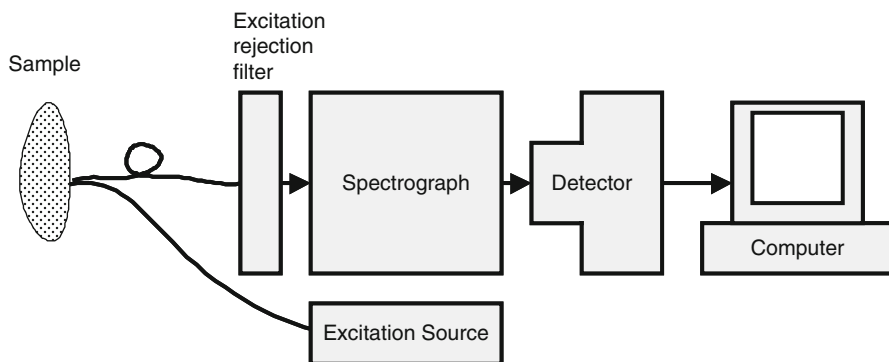 Excitation
rejection
filter
Sample
Spectrograph
Detector
Computer
Excitation Source